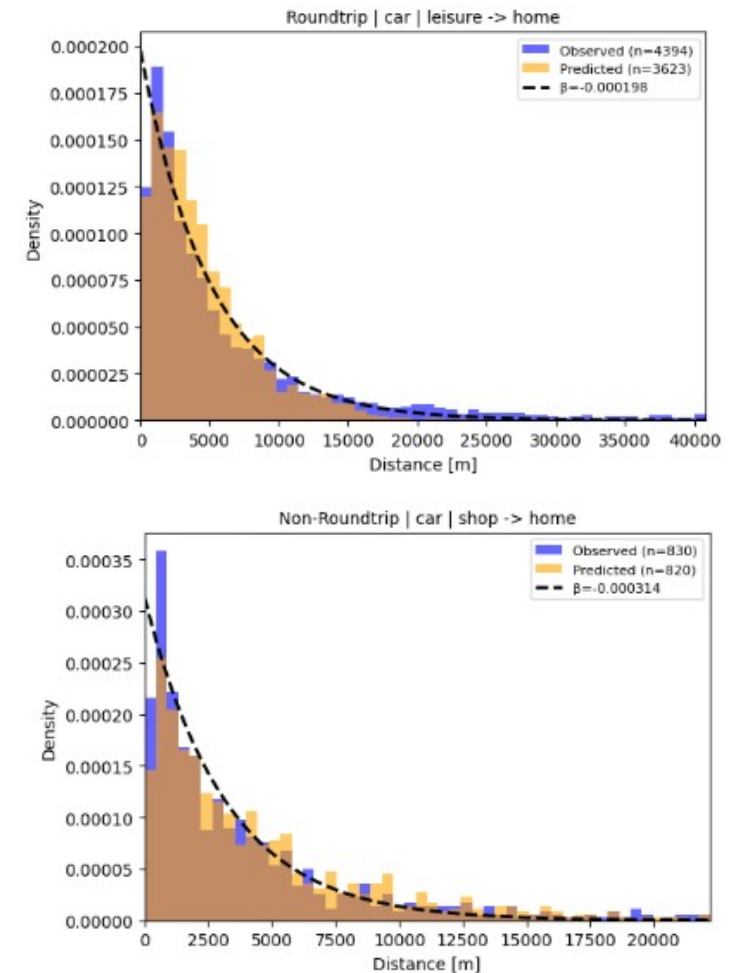 Roundtrip | car | leisure -> home
0.000200
0.000175
0.000150
0.000125
0.000100
0.000075
0.000050
0.000025
0.000000
Density
Observed (n=4394)
Predicted (n=3623)
β=-0.000198
0 5000 10000 15000 20000 25000 30000 35000 40000
Distance [m]
Non-Roundtrip | car | shop -> home
0.00035
0.00030
0.00025
0.00020
0.00015
0.00010
0.00005
0.00000
Density
Observed (n=830)
Predicted (n=820)
β=-0.000314
0 2500 5000 7500 10000 12500 15000 17500 20000
Distance [m]